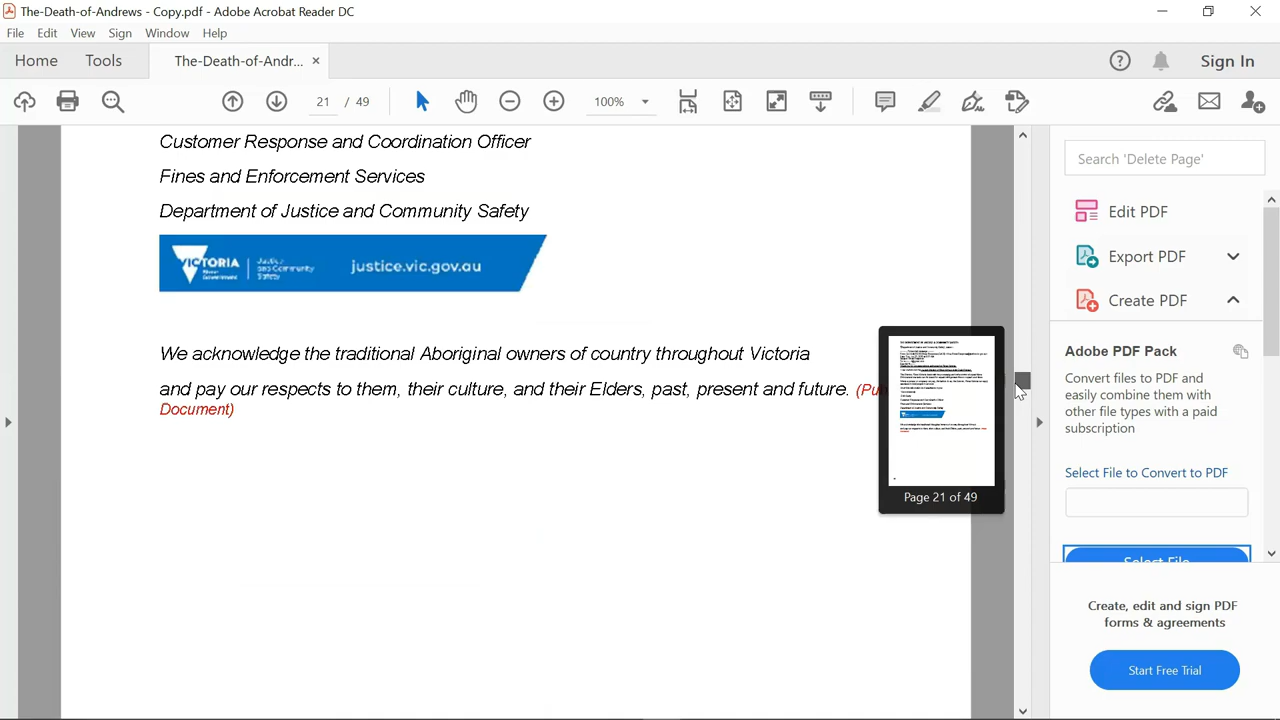 The-Death-of-Andrews - Copy.pdf - Adobe Acrobat Reader DC
File Edit View Sign Window Help
Home Tools The-Death-of-Andr... × Sign In
21 / 49 100%
Customer Response and Coordination Officer
Fines and Enforcement Services
Department of Justice and Community Safety
VICTORIA Justice and Community Safety justice.vic.gov.au
We acknowledge the traditional Aboriginal owners of country throughout Victoria
and pay our respects to them, their culture, and their Elders, past, present and future.
Document)
Page 21 of 49
Search 'Delete Page'
Edit PDF
Export PDF
Create PDF
Adobe PDF Pack
Convert files to PDF and
easily combine them with
other file types with a paid
subscription
Select File to Convert to PDF
Select File
Create, edit and sign PDF
forms & agreements
Start Free Trial